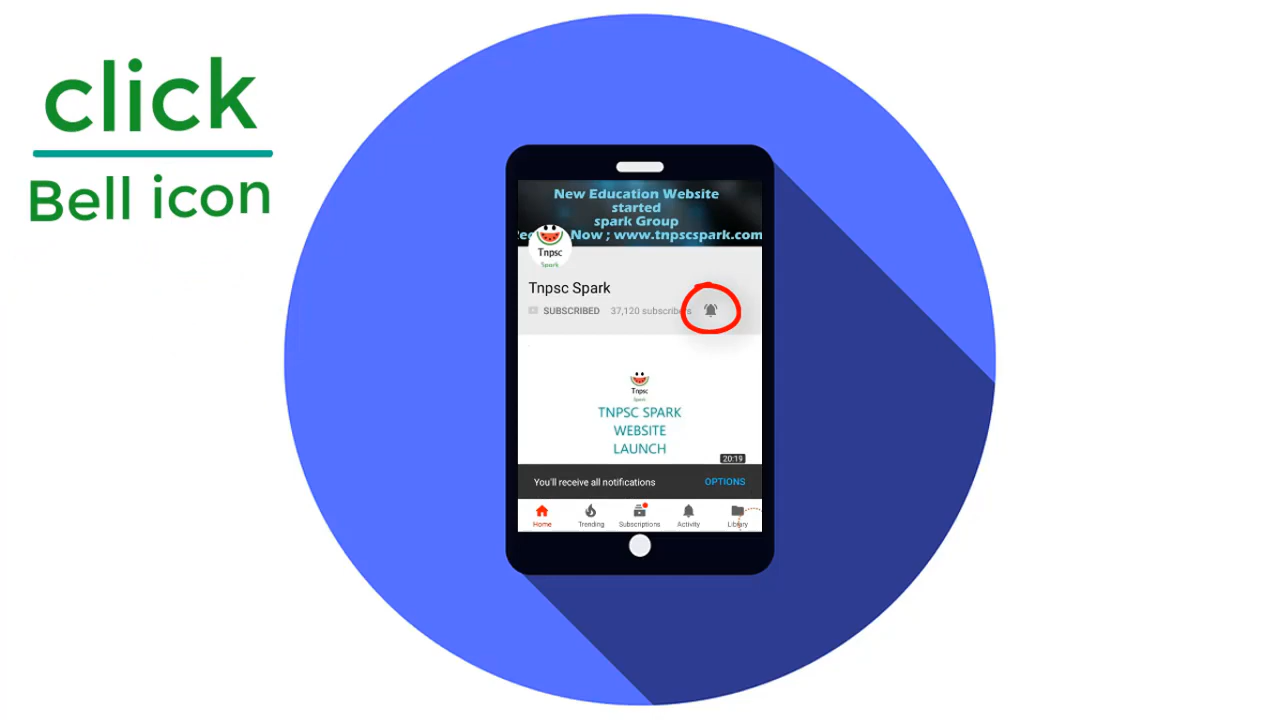 click
Bell icon
New Education Website
started
spark Group
Now ; www.tnpscspark.com
Tnpsc
Spark
Tnpsc Spark
SUBSCRIBED 37,120 subscribers
Tnpsc
Spark
TNPSC SPARK
WEBSITE
LAUNCH
20:19
You'll receive all notifications OPTIONS
Home Trending Subscriptions Activity Library